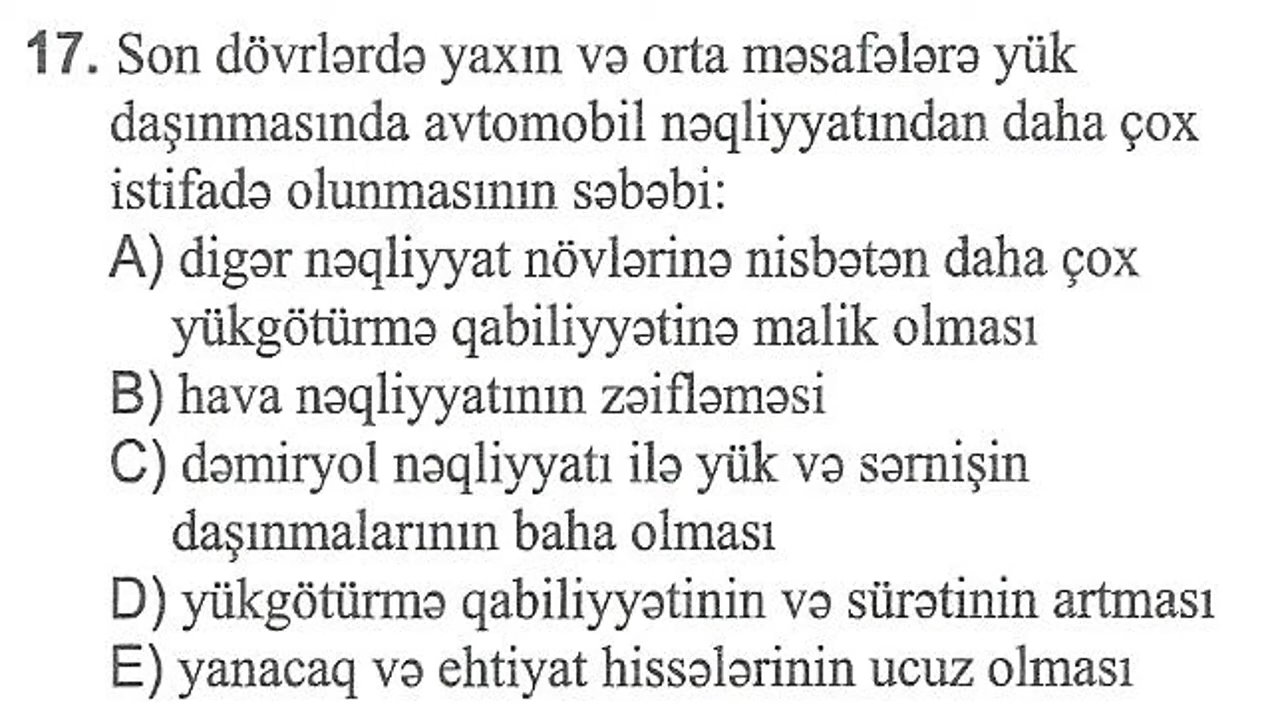 17. Son dövrlərdə yaxın və orta məsafələrə yük
daşınmasında avtomobil nəqliyyatından daha çox
istifadə olunmasının səbəbi:
A) digər nəqliyyat növlərinə nisbətən daha çox
yükgötürmə qabiliyyətinə malik olması
B) hava nəqliyyatının zəifləməsi
C) dəmiryol nəqliyyatı ilə yük və sərnişin
daşınmalarının baha olması
D) yükgötürmə qabiliyyətinin və sürətinin artması
E) yanacaq və ehtiyat hissələrinin ucuz olması